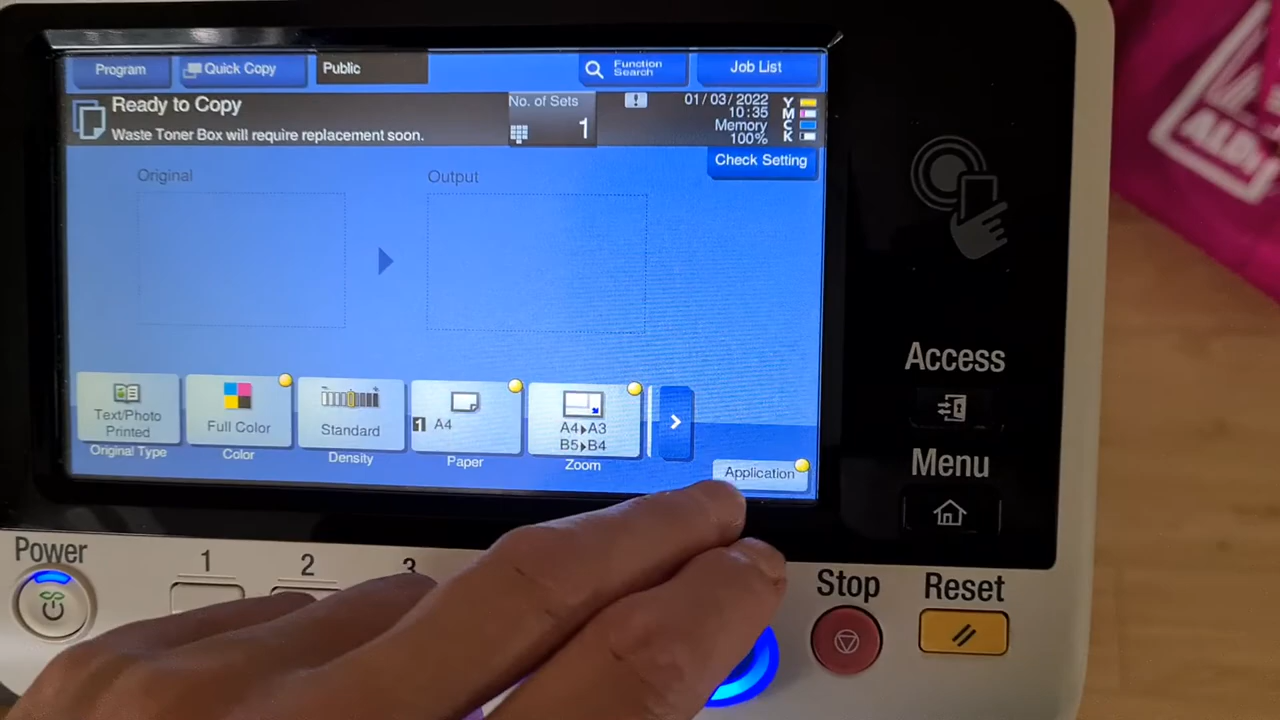 Program
Quick Copy
Public
Function Search
Job List
Ready to Copy
Waste Toner Box will require replacement soon.
No. of Sets
1
!
01/03/2022
10:35
Memory
100%
Y
M
C
K
Check Setting
Original
Output
Text/Photo
Printed
Original Type
Full Color
Color
Standard
Density
1 A4
Paper
A4▸A3
B5▸B4
Zoom
Application
Access
Menu
Power
1
2
3
Stop
Reset
ALDI